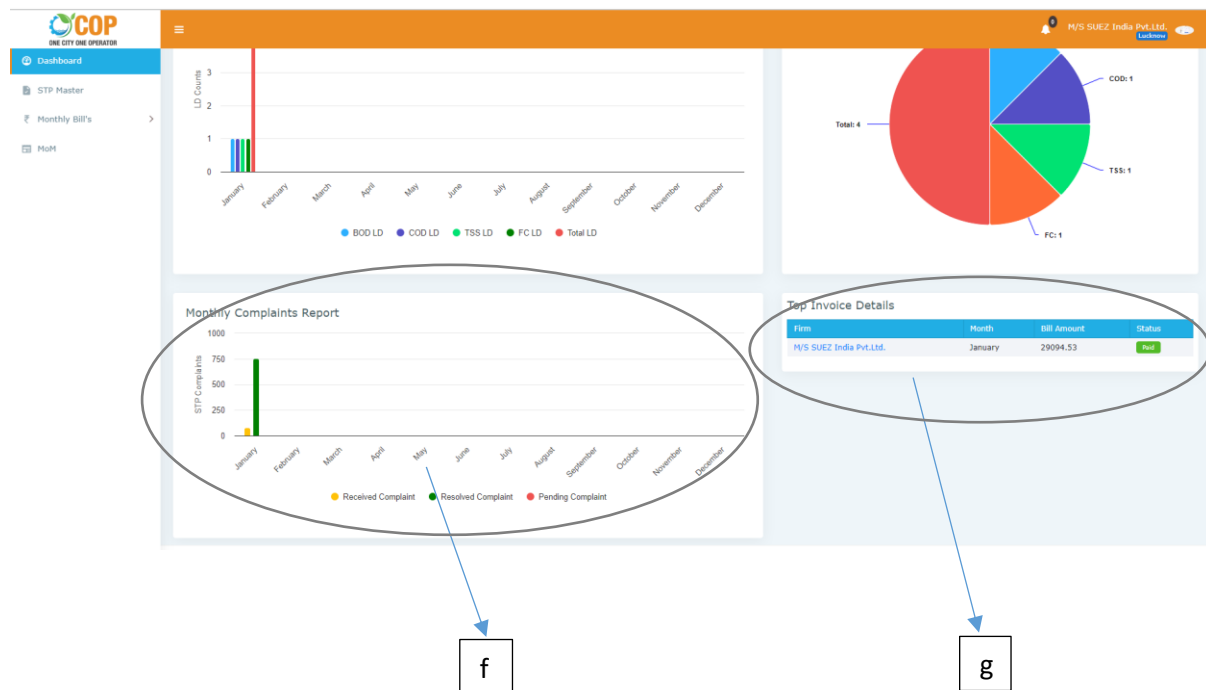 COP
ONE CITY ONE OPERATOR
0
M/S SUEZ India Pvt.Ltd.
Lucknow
Dashboard
STP Master
₹ Monthly Bill's >
MoM
LD Counts
3
2
1
0
January February March April May June July August September October November December
BOD LD COD LD TSS LD FC LD Total LD
COD: 1
Total: 4
TSS: 1
FC: 1
Monthly Complaints Report
STP Complaints
1000
750
500
250
0
January February March April May June July August September October November December
Received Complaint Resolved Complaint Pending Complaint
Top Invoice Details
Firm Month Bill Amount Status
M/S SUEZ India Pvt.Ltd. January 29094.53 Paid
f
g